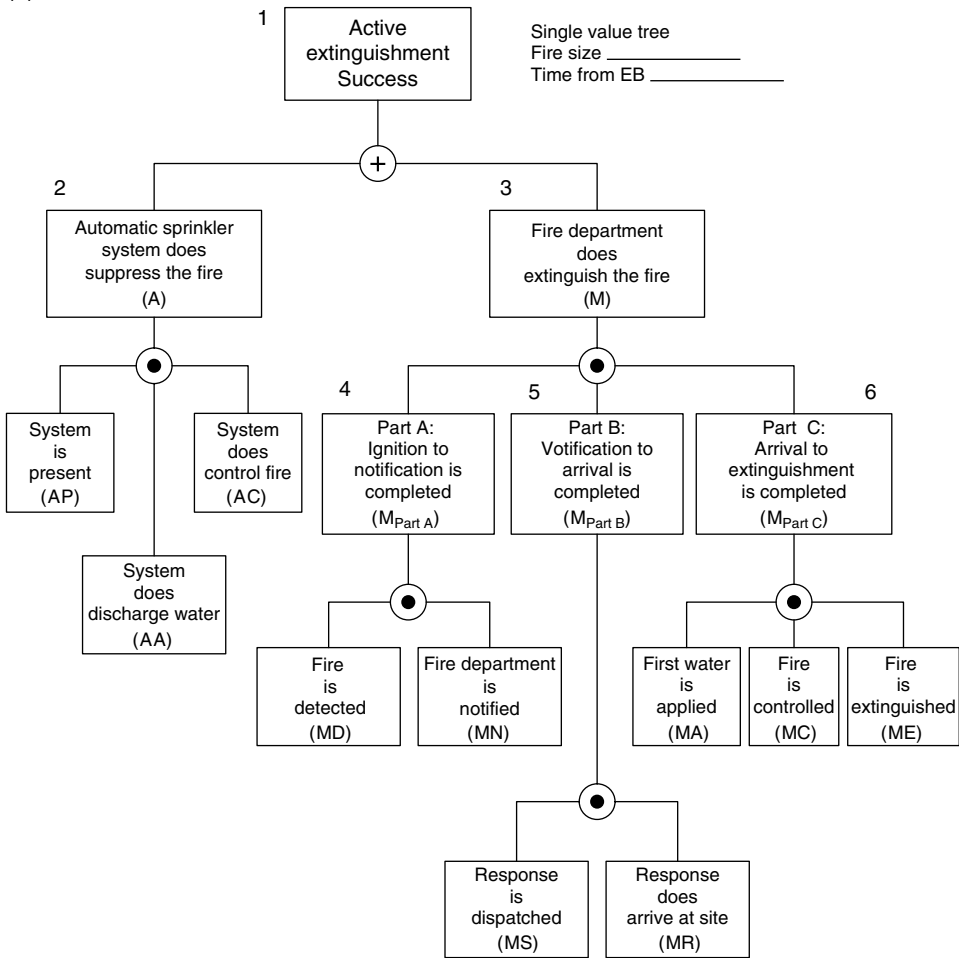 1
Active
extinguishment
Success
Single value tree
Fire size
Time from EB
+
2
Automatic sprinkler
system does
suppress the fire
(A)
3
Fire department
does
extinguish the fire
(M)
System
is
present
(AP)
System
does
discharge water
(AA)
System
does
control fire
(AC)
4
Part A:
Ignition to
notification is
completed
(MPart A)
5
Part B:
Votification to
arrival is
completed
(MPart B)
6
Part C:
Arrival to
extinguishment
is completed
(MPart C)
Fire
is
detected
(MD)
Fire department
is
notified
(MN)
First water
is
applied
(MA)
Fire
is
controlled
(MC)
Fire
is
extinguished
(ME)
Response
is
dispatched
(MS)
Response
does
arrive at site
(MR)